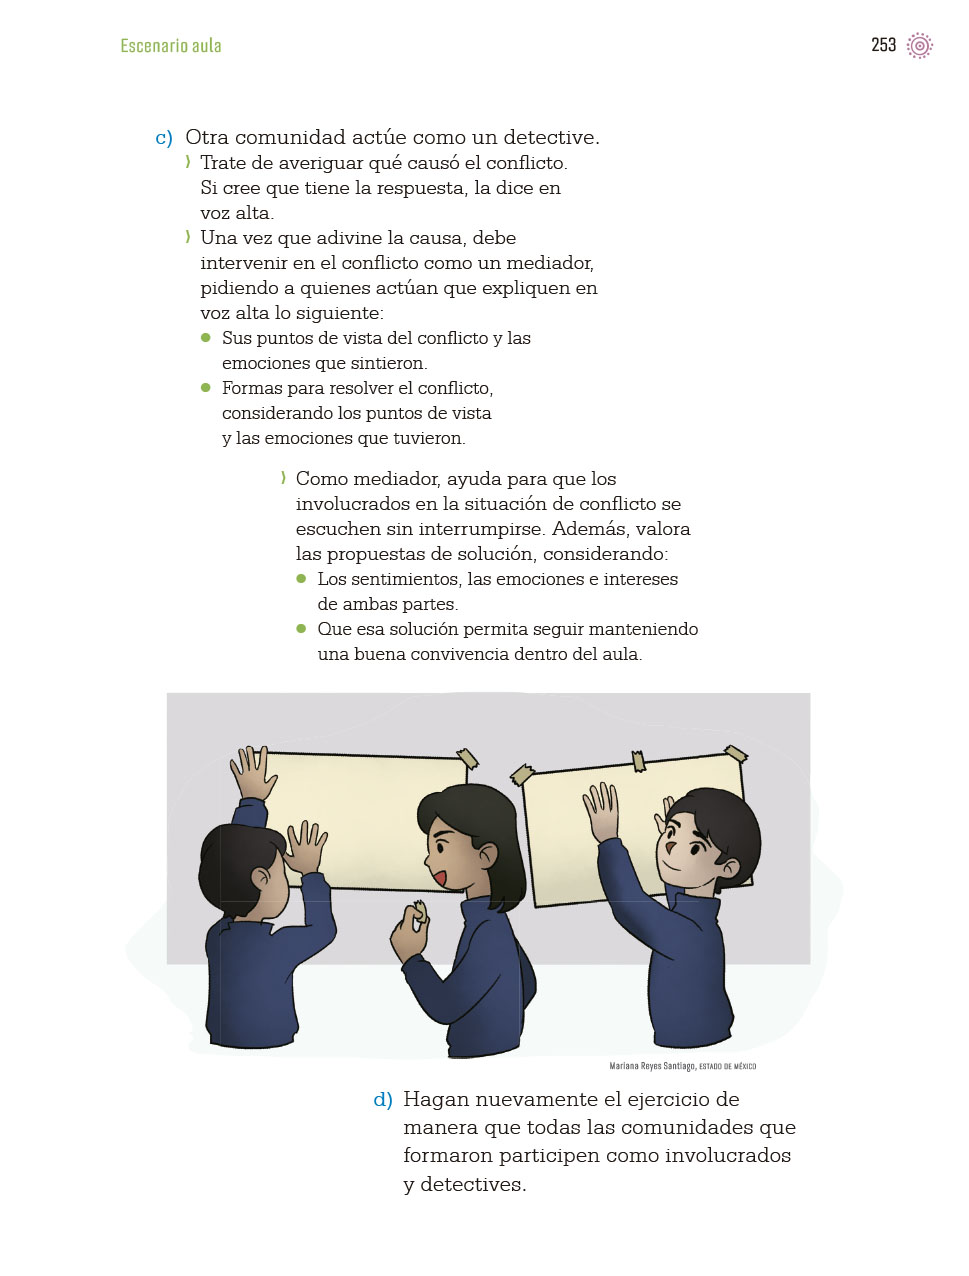 Escenario aula
253
c) Otra comunidad actúe como un detective.
⟩ Trate de averiguar qué causó el conflicto.
Si cree que tiene la respuesta, la dice en
voz alta.
⟩ Una vez que adivine la causa, debe
intervenir en el conflicto como un mediador,
pidiendo a quienes actúan que expliquen en
voz alta lo siguiente:
● Sus puntos de vista del conflicto y las
emociones que sintieron.
● Formas para resolver el conflicto,
considerando los puntos de vista
y las emociones que tuvieron.
⟩ Como mediador, ayuda para que los
involucrados en la situación de conflicto se
escuchen sin interrumpirse. Además, valora
las propuestas de solución, considerando:
● Los sentimientos, las emociones e intereses
de ambas partes.
● Que esa solución permita seguir manteniendo
una buena convivencia dentro del aula.
Mariana Reyes Santiago, ESTADO DE MÉXICO
d) Hagan nuevamente el ejercicio de
manera que todas las comunidades que
formaron participen como involucrados
y detectives.